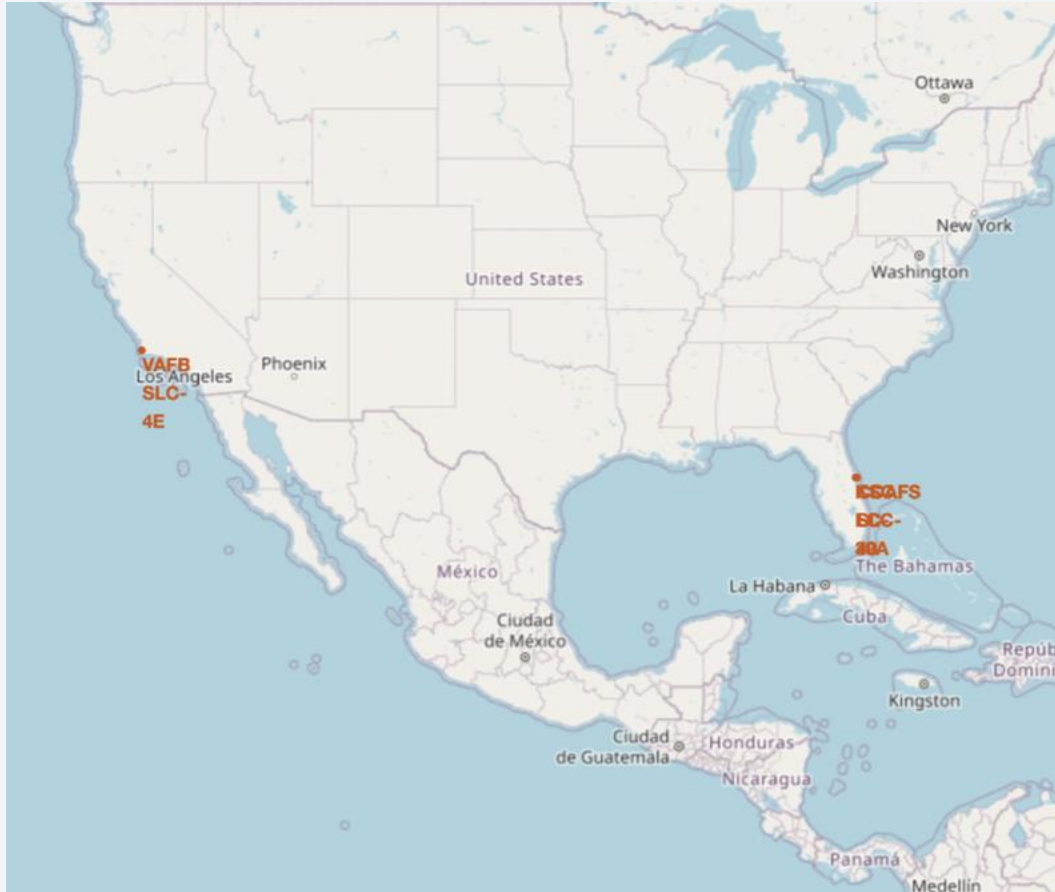 Ottawa
New York
Washington
United States
VAFB
Los Angeles
SLC-
4E
Phoenix
The Bahamas
La Habana
Cuba
México
Ciudad
de México
Repúb
Domini
Kingston
Ciudad
de Guatemala
Honduras
Nicaragua
Panamá
Medellín